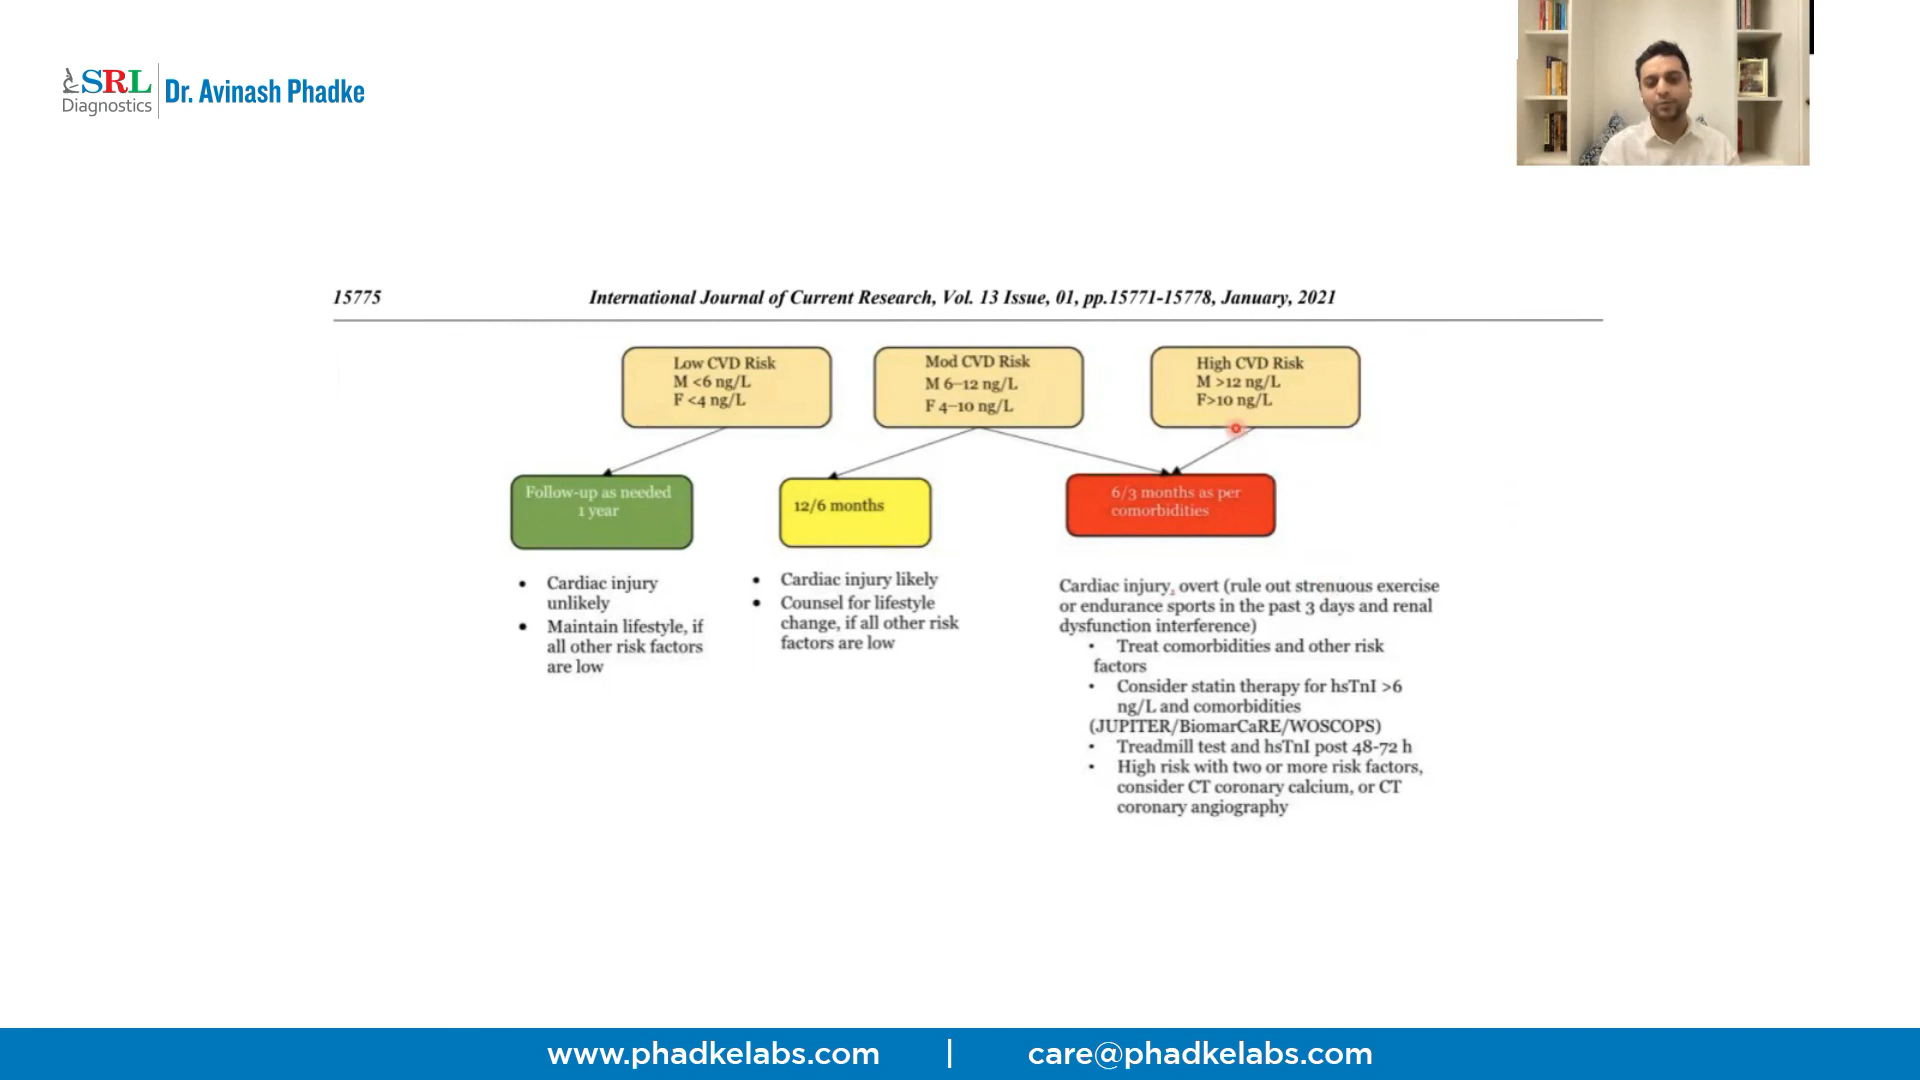 SRL
Diagnostics
Dr. Avinash Phadke
15775
International Journal of Current Research, Vol. 13 Issue, 01, pp.15771-15778, January, 2021
Low CVD Risk
M <6 ng/L
F <4 ng/L
Mod CVD Risk
M 6–12 ng/L
F 4–10 ng/L
High CVD Risk
M >12 ng/L
F>10 ng/L
Follow-up as needed
1 year
12/6 months
6/3 months as per
comorbidities
• Cardiac injury
unlikely
• Maintain lifestyle, if
all other risk factors
are low
• Cardiac injury likely
• Counsel for lifestyle
change, if all other risk
factors are low
Cardiac injury, overt (rule out strenuous exercise
or endurance sports in the past 3 days and renal
dysfunction interference)
• Treat comorbidities and other risk
factors
• Consider statin therapy for hsTnI >6
ng/L and comorbidities
(JUPITER/BiomarCaRE/WOSCOPS)
• Treadmill test and hsTnI post 48-72 h
• High risk with two or more risk factors,
consider CT coronary calcium, or CT
coronary angiography
www.phadkelabs.com | care@phadkelabs.com